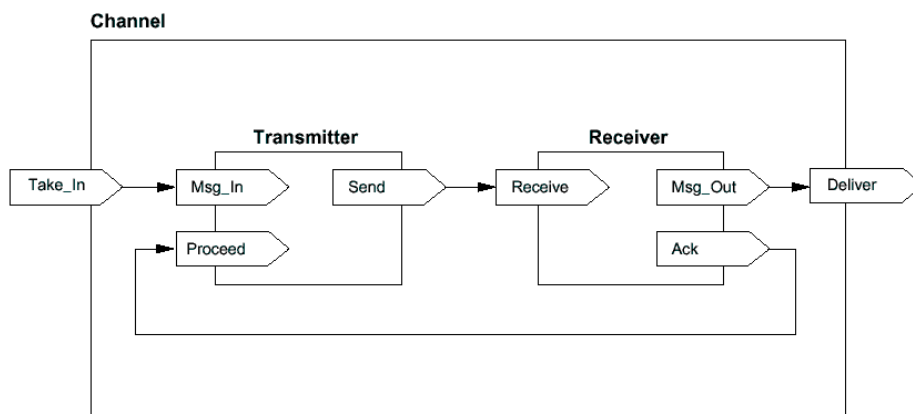 Channel
Transmitter
Receiver
Take_In
Msg_In
Send
Receive
Msg_Out
Deliver
Proceed
Ack